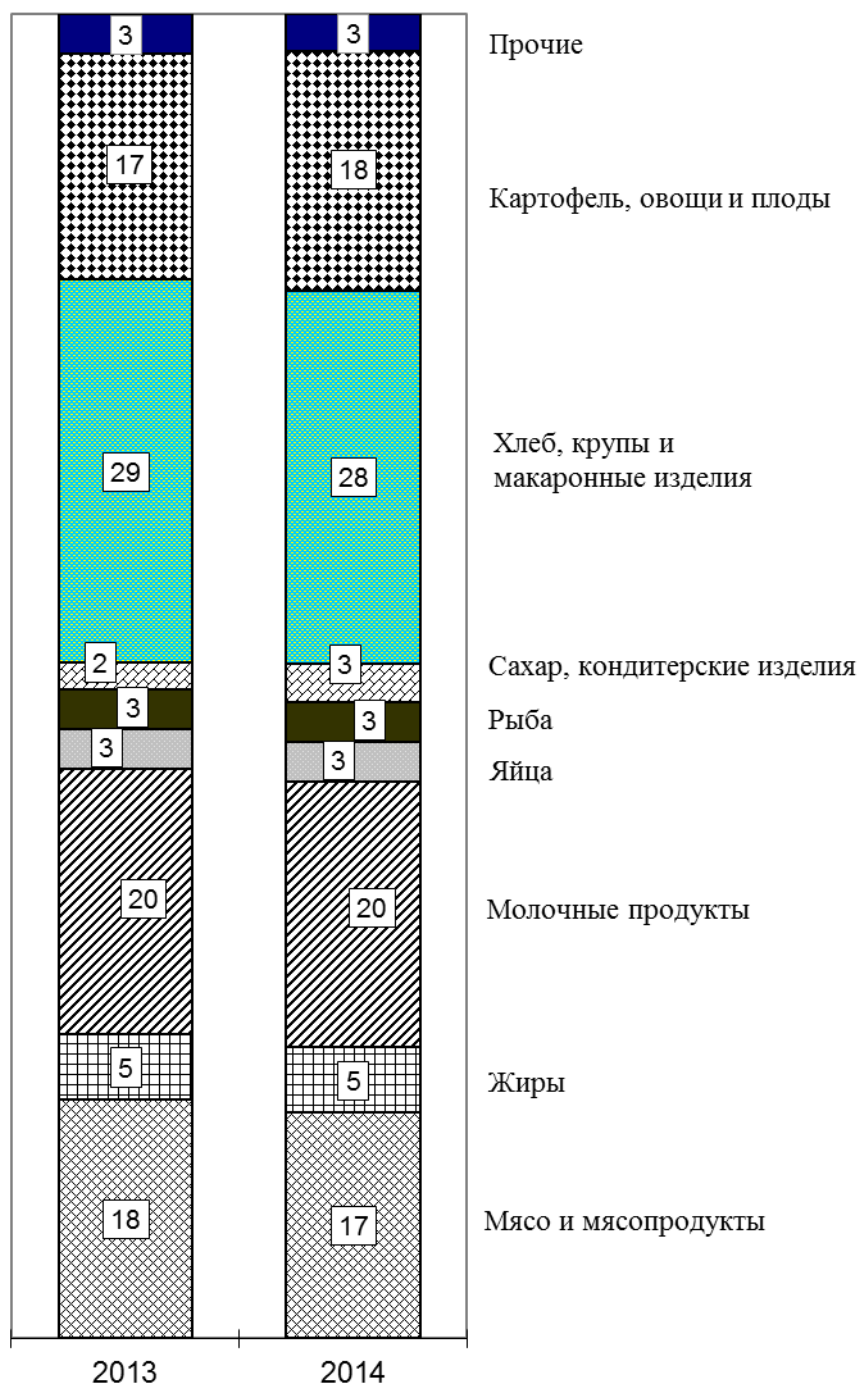 3 3 Прочие
17 18 Картофель, овощи и плоды
29 28 Хлеб, крупы и
макаронные изделия
2 3 Сахар, кондитерские изделия
3 3 Рыба
3 3 Яйца
20 20 Молочные продукты
5 5 Жиры
18 17 Мясо и мясопродукты
2013 2014